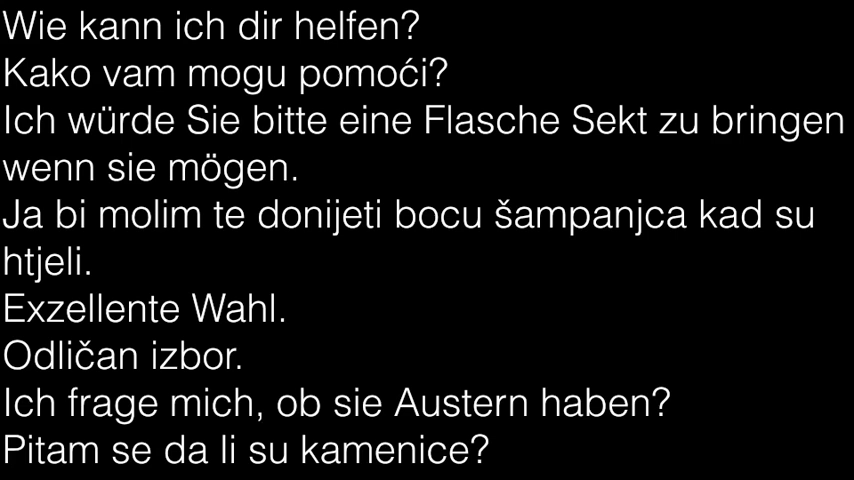 Wie kann ich dir helfen?
Kako vam mogu pomoći?
Ich würde Sie bitte eine Flasche Sekt zu bringen
wenn sie mögen.
Ja bi molim te donijeti bocu šampanjca kad su
htjeli.
Exzellente Wahl.
Odličan izbor.
Ich frage mich, ob sie Austern haben?
Pitam se da li su kamenice?